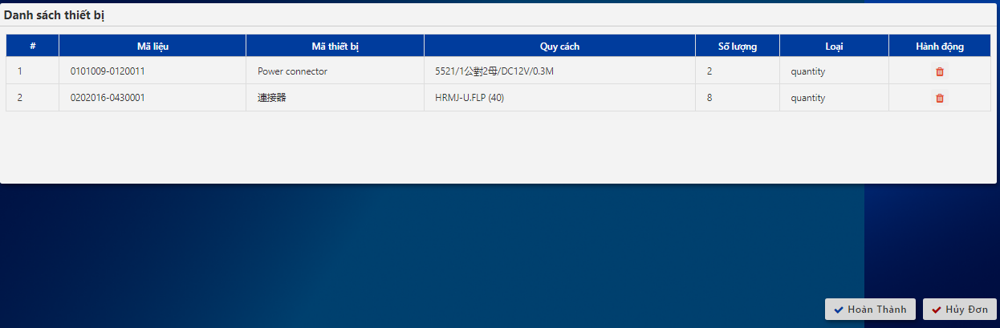 Danh sách thiết bị
# Mã liệu Mã thiết bị Quy cách Số lượng Loại Hành động
1 0101009-0120011 Power connector 5521/1公對2母/DC12V/0.3M 2 quantity
2 0202016-0430001 連接器 HRMJ-U.FLP (40) 8 quantity
Hoàn Thành Hủy Đơn